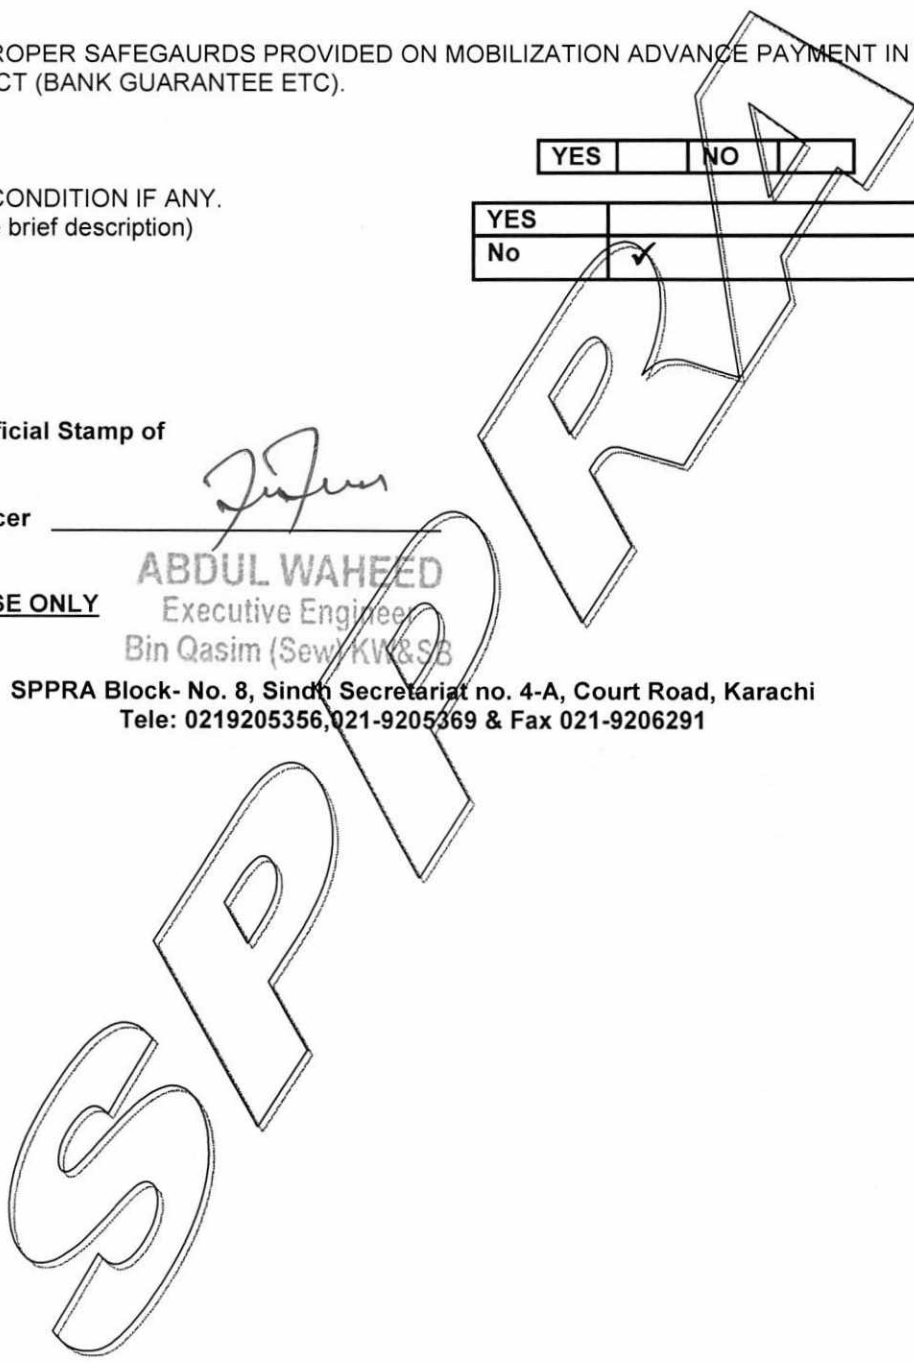 ROPER SAFEGAURDS PROVIDED ON MOBILIZATION ADVANCE PAYMENT IN
CT (BANK GUARANTEE ETC).
YES NO
CONDITION IF ANY.
brief description)
YES
No ✓
ficial Stamp of
cer
ABDUL WAHEED
Executive Engineer
Bin Qasim (Sew) KW&SB
SE ONLY
SPPRA Block- No. 8, Sindh Secretariat no. 4-A, Court Road, Karachi
Tele: 0219205356,021-9205369 & Fax 021-9206291
SPPRA